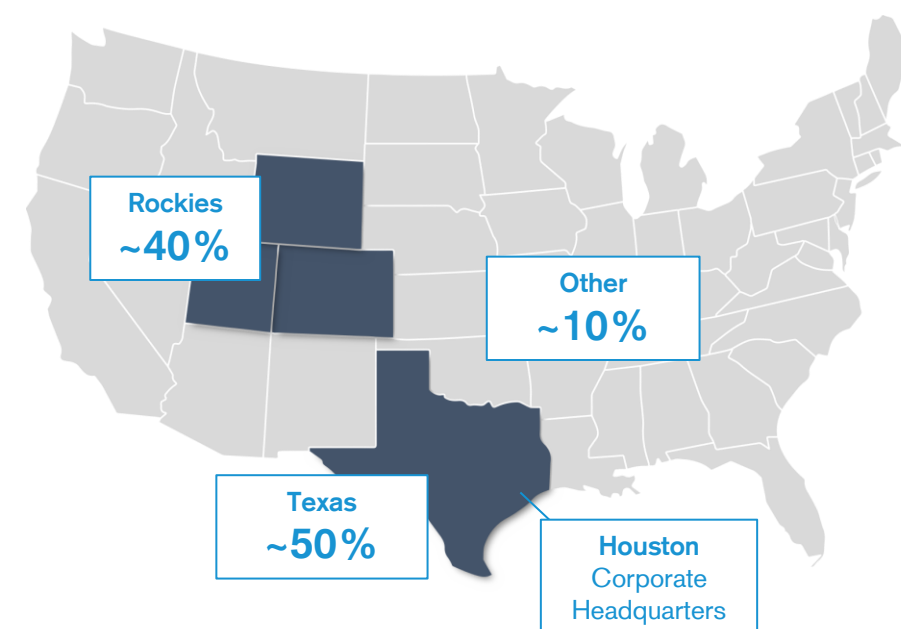 Rockies
~40%
Other
~10%
Texas
~50%
Houston
Corporate
Headquarters